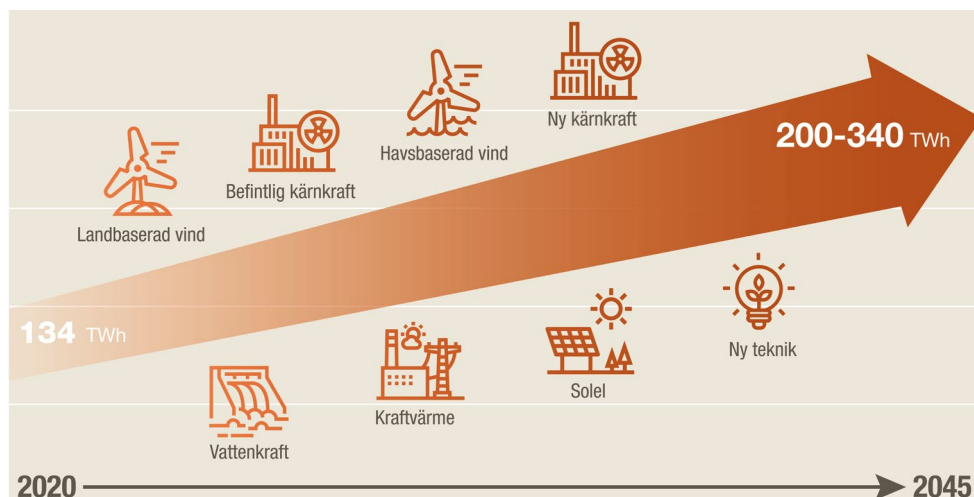 Ny kärnkraft
200-340 TWh
Havsbaserad vind
Befintlig kärnkraft
Landbaserad vind
134 TWh
Ny teknik
Solel
Kraftvärme
Vattenkraft
2020
2045